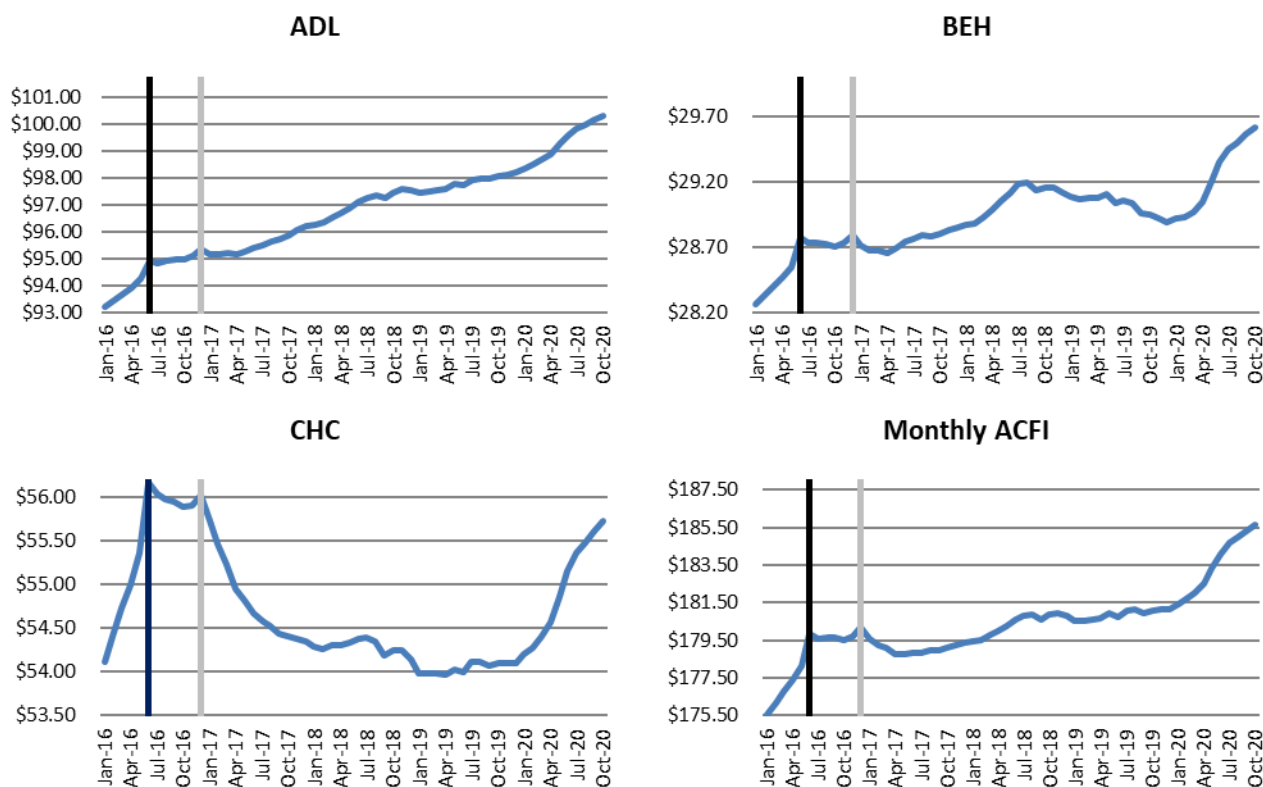 ADL
$101.00
$100.00
$99.00
$98.00
$97.00
$96.00
$95.00
$94.00
$93.00
Jan-16
Apr-16
Jul-16
Oct-16
Jan-17
Apr-17
Jul-17
Oct-17
Jan-18
Apr-18
Jul-18
Oct-18
Jan-19
Apr-19
Jul-19
Oct-19
Jan-20
Apr-20
Jul-20
Oct-20
BEH
$29.70
$29.20
$28.70
$28.20
Jan-16
Apr-16
Jul-16
Oct-16
Jan-17
Apr-17
Jul-17
Oct-17
Jan-18
Apr-18
Jul-18
Oct-18
Jan-19
Apr-19
Jul-19
Oct-19
Jan-20
Apr-20
Jul-20
Oct-20
CHC
$56.00
$55.50
$55.00
$54.50
$54.00
$53.50
Jan-16
Apr-16
Jul-16
Oct-16
Jan-17
Apr-17
Jul-17
Oct-17
Jan-18
Apr-18
Jul-18
Oct-18
Jan-19
Apr-19
Jul-19
Oct-19
Jan-20
Apr-20
Jul-20
Oct-20
Monthly ACFI
$187.50
$185.50
$183.50
$181.50
$179.50
$177.50
$175.50
Jan-16
Apr-16
Jul-16
Oct-16
Jan-17
Apr-17
Jul-17
Oct-17
Jan-18
Apr-18
Jul-18
Oct-18
Jan-19
Apr-19
Jul-19
Oct-19
Jan-20
Apr-20
Jul-20
Oct-20